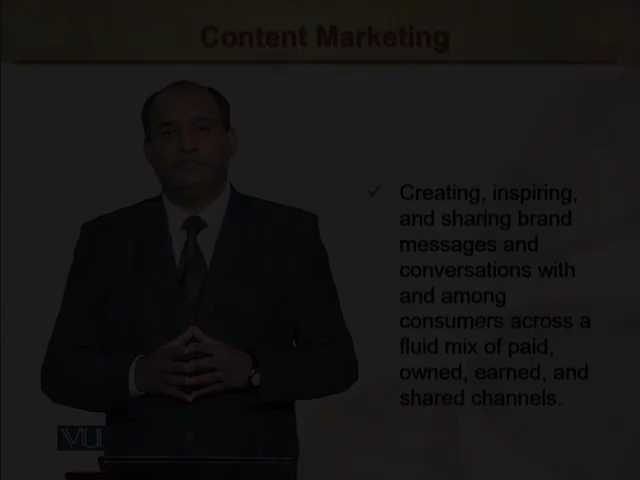 Content Marketing
Creating, inspiring,
and sharing brand
messages and
conversations with
and among
consumers across a
fluid mix of paid,
owned, earned, and
shared channels.
VU